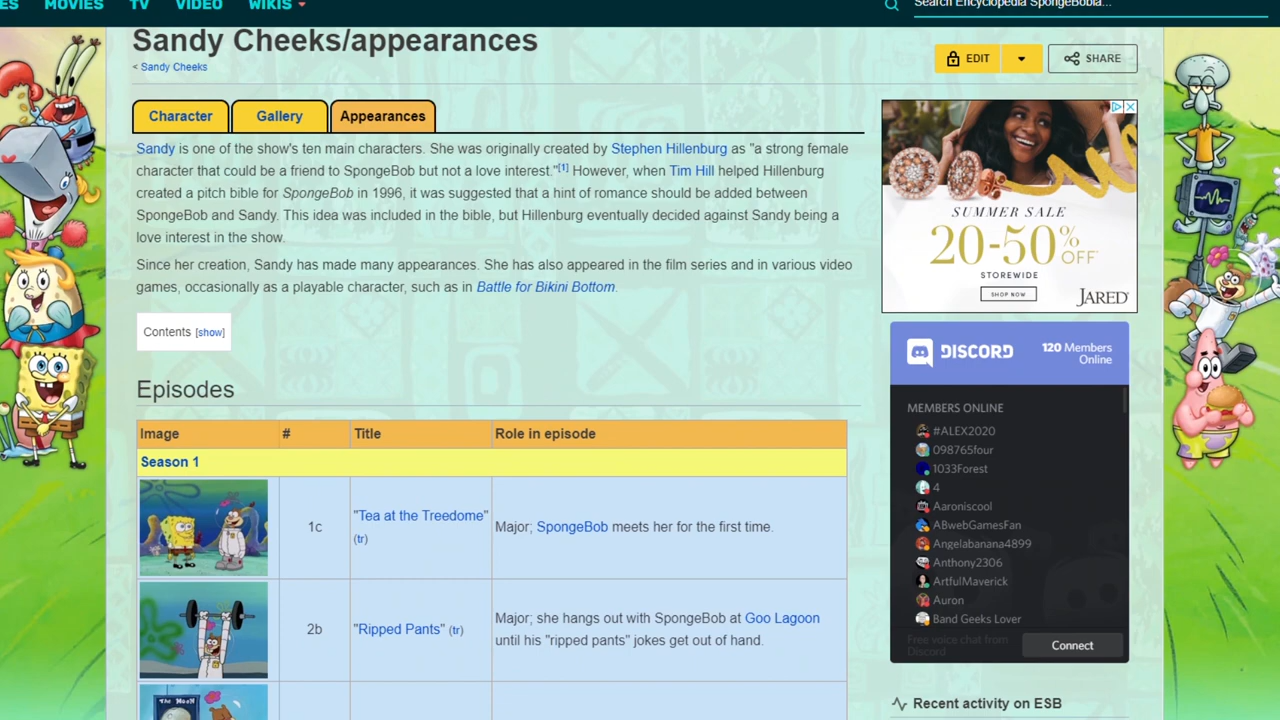 MOVIES
TV
VIDEO
WIKIS
Search Encyclopedia SpongeBobia...
Sandy Cheeks/appearances
< Sandy Cheeks
EDIT
SHARE
Character
Gallery
Appearances
Sandy is one of the show's ten main characters. She was originally created by Stephen Hillenburg as "a strong female
character that could be a friend to SpongeBob but not a love interest."[1] However, when Tim Hill helped Hillenburg
created a pitch bible for SpongeBob in 1996, it was suggested that a hint of romance should be added between
SpongeBob and Sandy. This idea was included in the bible, but Hillenburg eventually decided against Sandy being a
love interest in the show.
Since her creation, Sandy has made many appearances. She has also appeared in the film series and in various video
games, occasionally as a playable character, such as in Battle for Bikini Bottom.
Contents [show]
Episodes
Image
#
Title
Role in episode
Season 1
1c
"Tea at the Treedome"
(tr)
Major; SpongeBob meets her for the first time.
2b
"Ripped Pants" (tr)
Major; she hangs out with SpongeBob at Goo Lagoon
until his "ripped pants" jokes get out of hand.
THE MOON
SUMMER SALE
20-50% OFF*
STOREWIDE
SHOP NOW
JARED
DISCORD
120 Members
Online
MEMBERS ONLINE
#ALEX2020
098765four
1033Forest
4
Aaroniscool
ABwebGamesFan
Angelabanana4899
Anthony2306
ArtfulMaverick
Auron
Band Geeks Lover
Free voice chat from
Discord
Connect
Recent activity on ESB